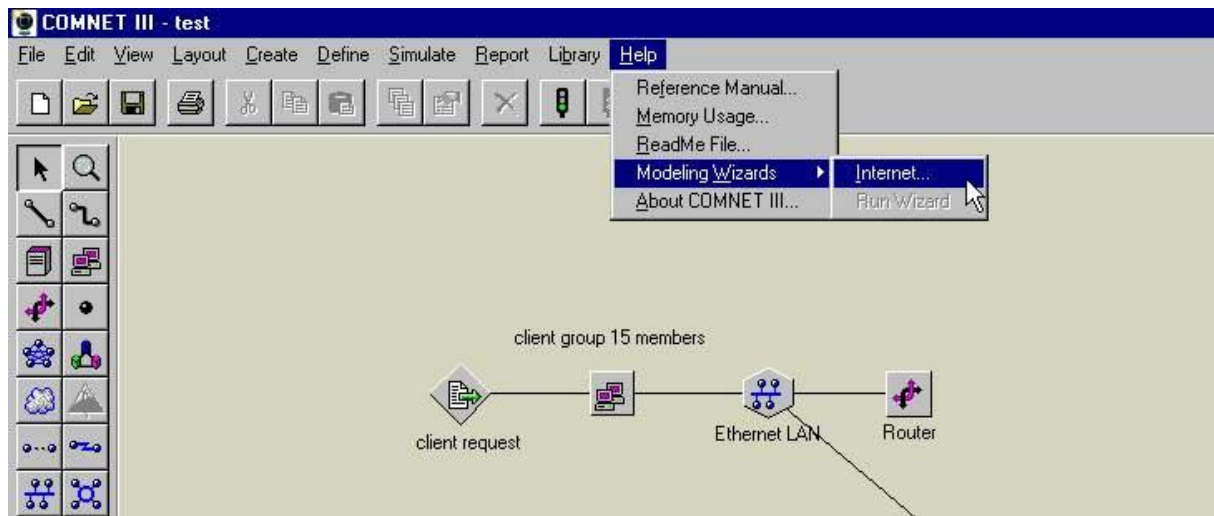 COMNET III - test
File Edit View Layout Create Define Simulate Report Library Help
Reference Manual...
Memory Usage...
ReadMe File...
Modeling Wizards
Internet...
About COMNET III...
Run Wizard
client group 15 members
client request
Ethernet LAN
Router